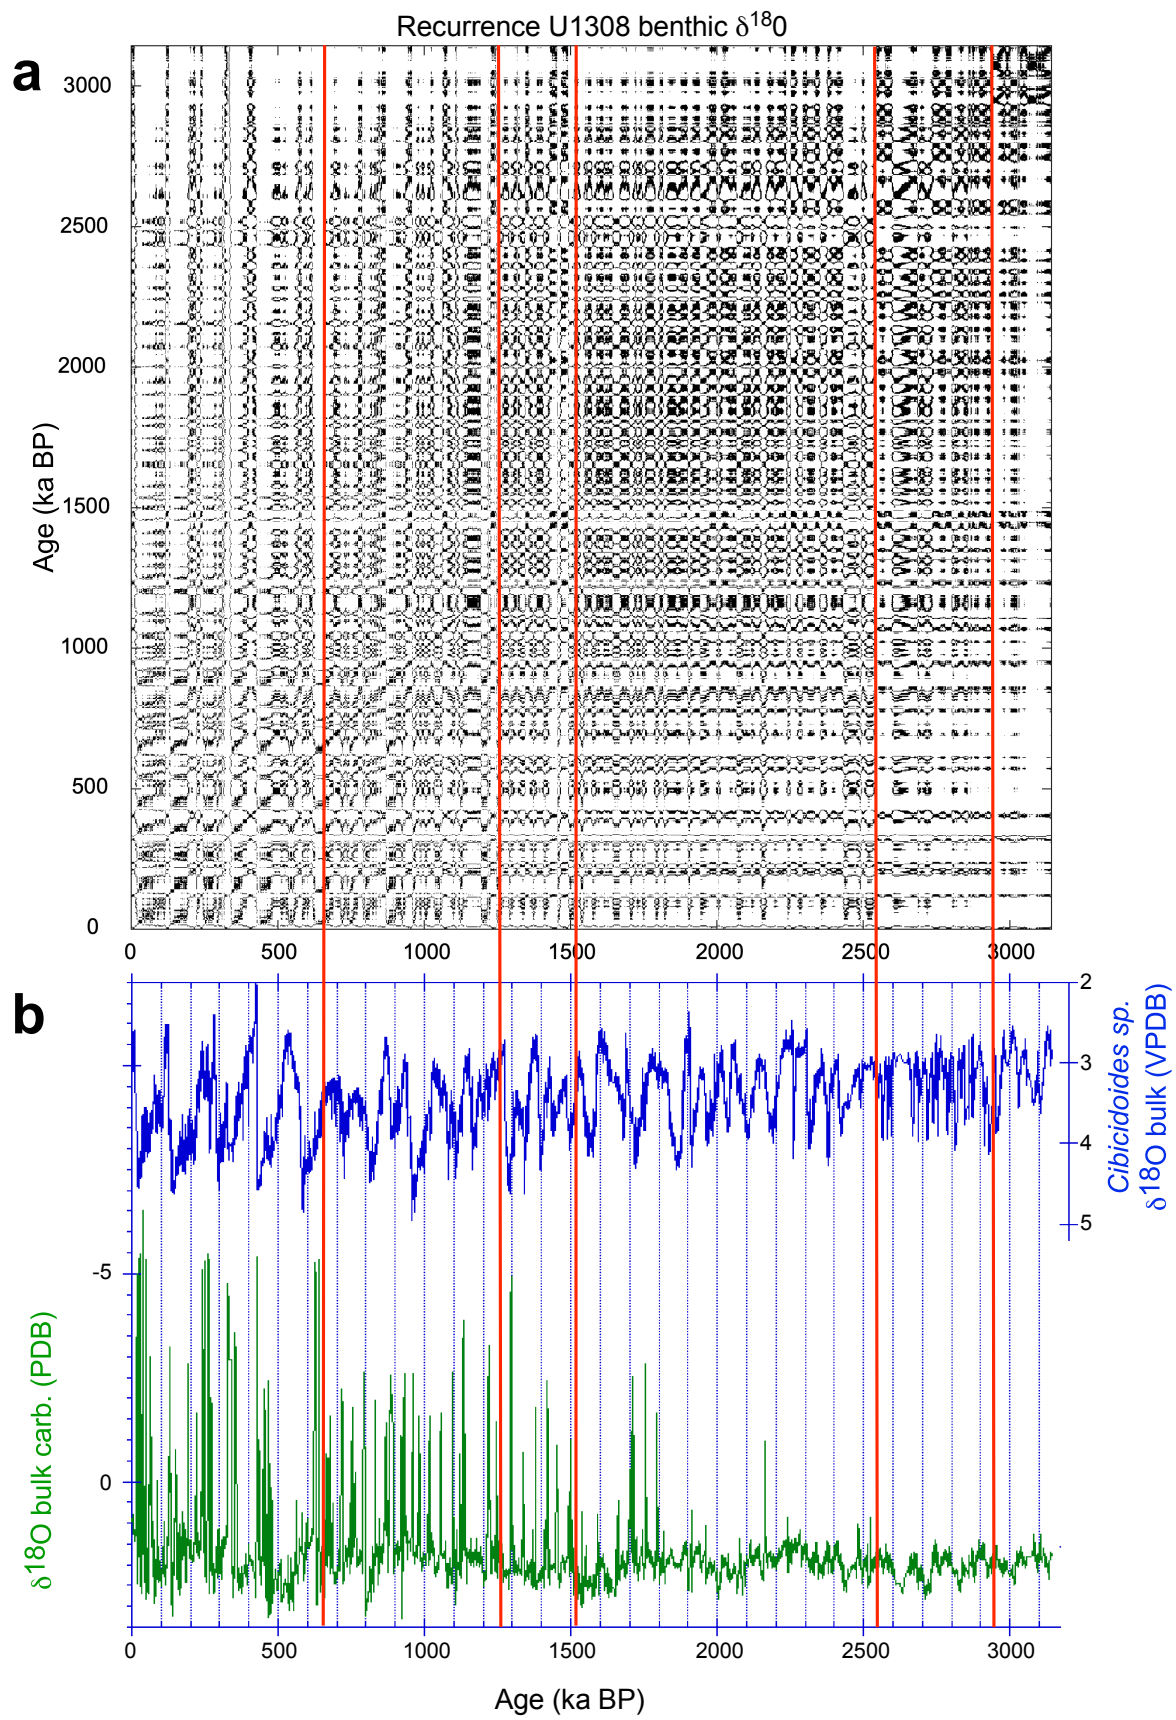 Recurrence U1308 benthic δ¹⁸0
a
3000
2500
2000
1500
1000
500
0
Age (ka BP)
0 500 1000 1500 2000 2500 3000
b
2
3
4
5
Cibicidoides sp.
δ¹⁸O bulk (VPDB)
-5
0
δ¹⁸O bulk carb. (PDB)
0 500 1000 1500 2000 2500 3000
Age (ka BP)